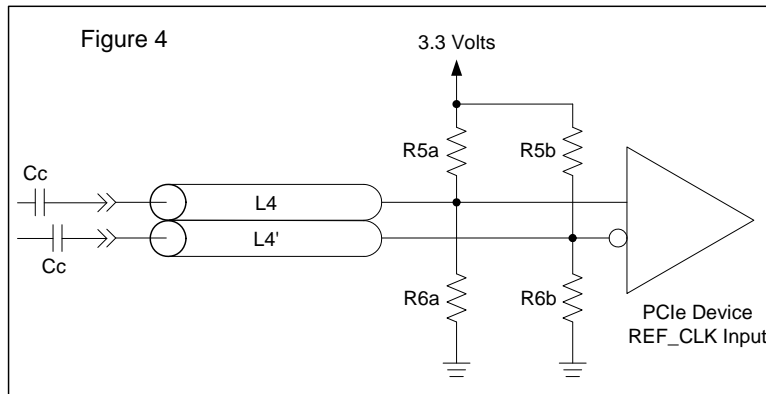 Figure 4
3.3 Volts
R5a
R5b
Cc
L4
L4'
Cc
R6a
R6b
PCIe Device
REF_CLK Input